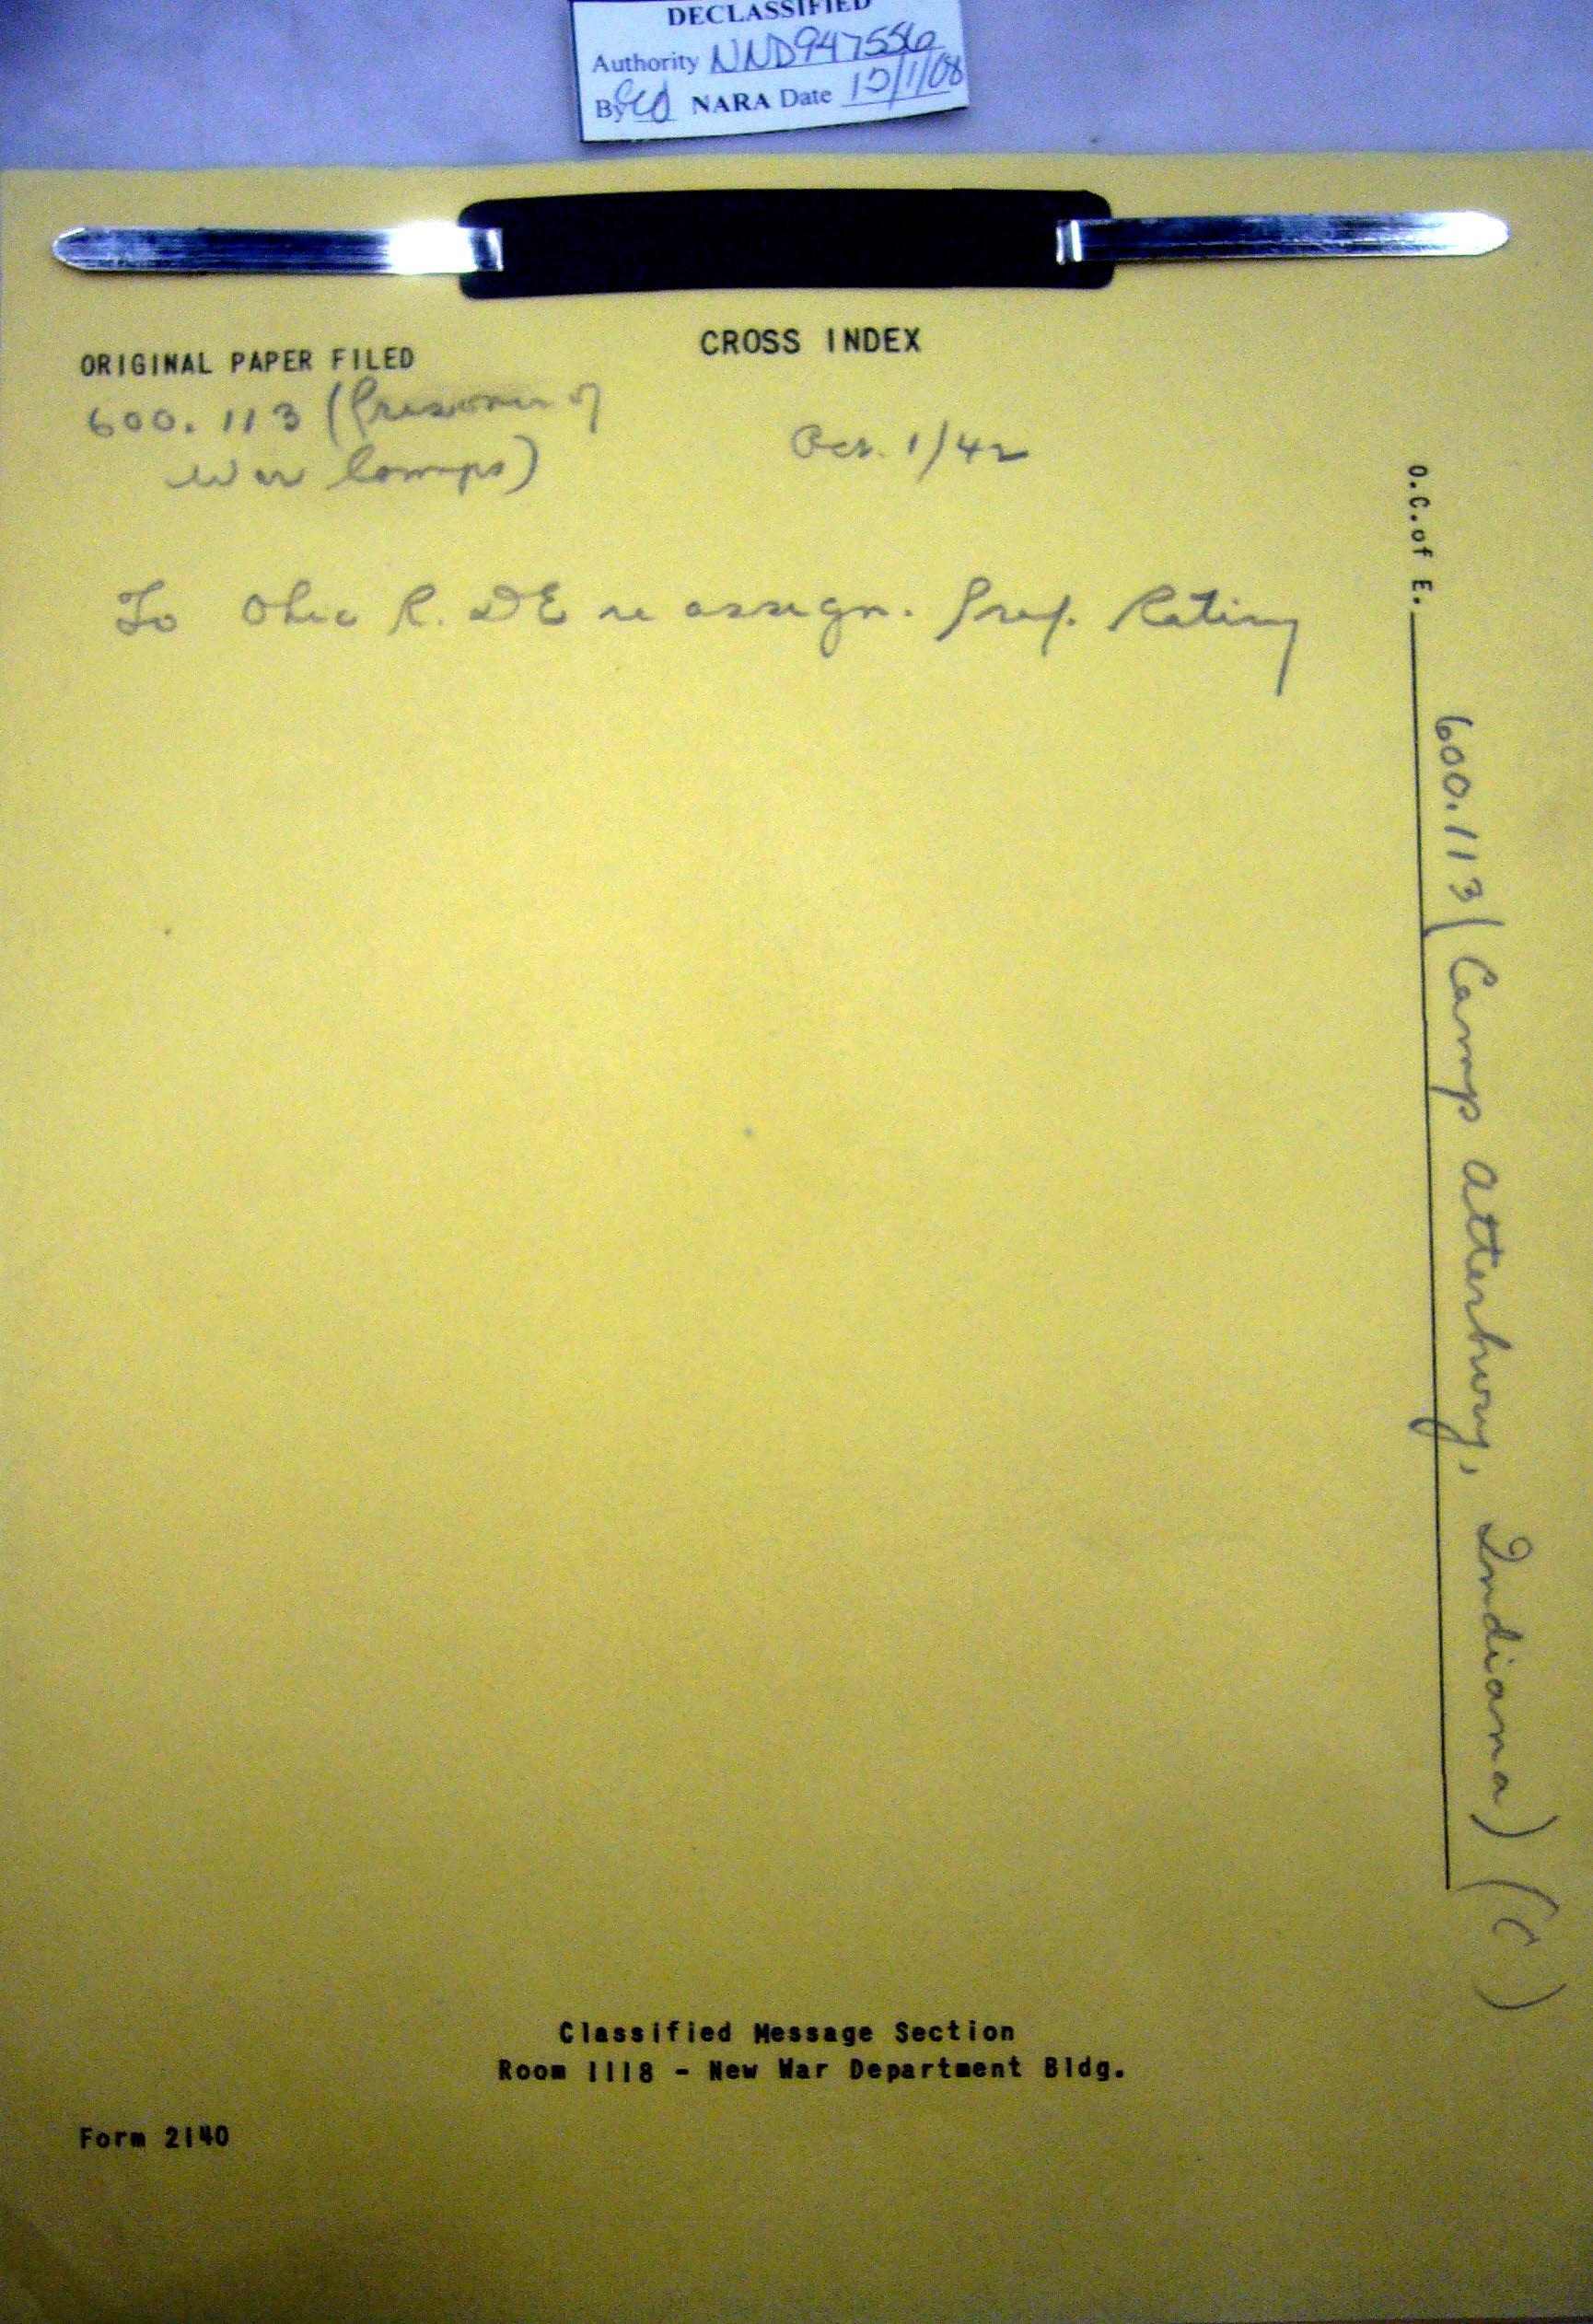 DECLASSIFIED
Authority NND947556
By NARA Date 10/1/08
CROSS INDEX
ORIGINAL PAPER FILED
600.113 (Prisoner of
War Camps)
Oct. 1/42
To Ohio R. DE re assign. Pref. Rating
O.C.of E. 600.113 (Camp Atterbury, Indiana) (C)
Classified Message Section
Room 1118 - New War Department Bldg.
Form 2140